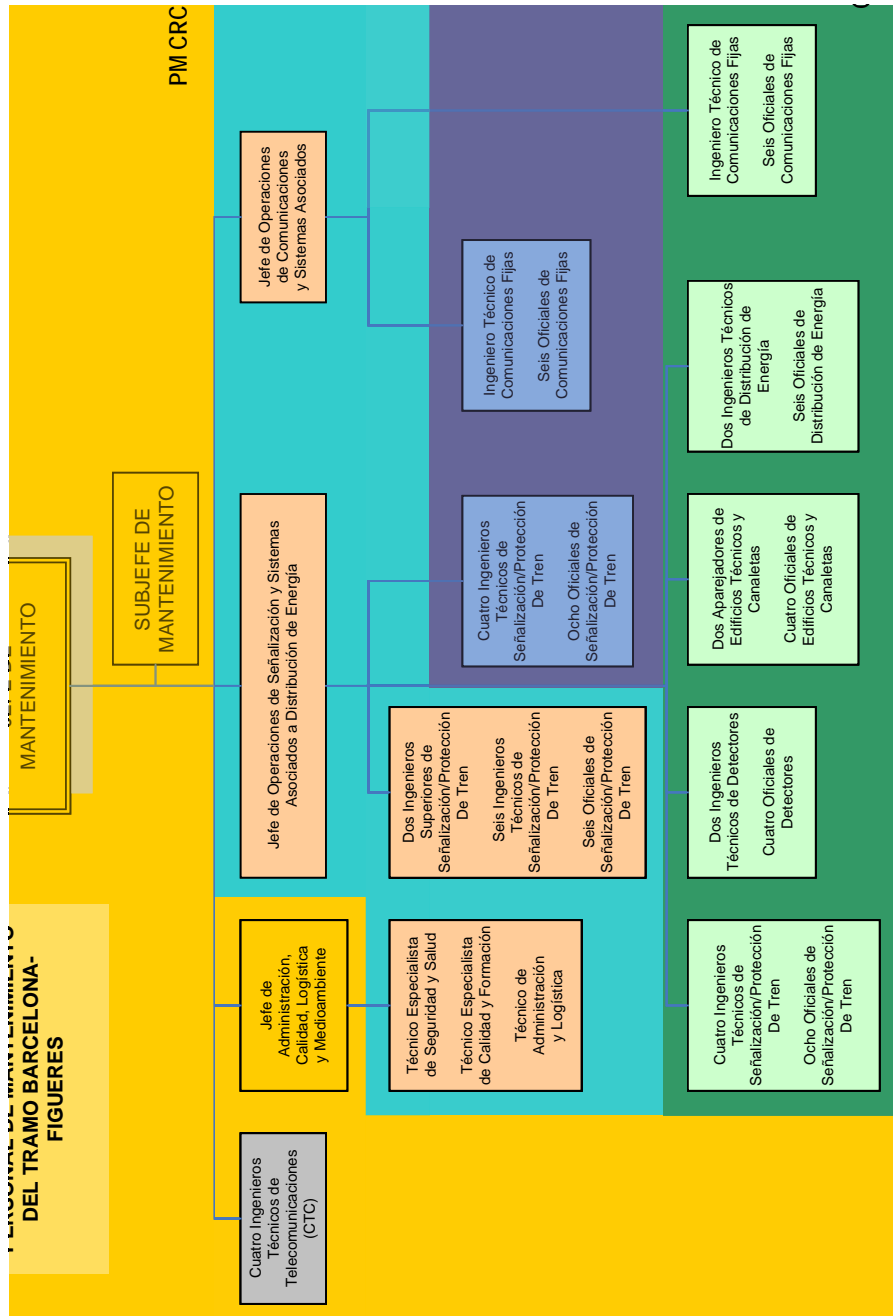 MANTENIMIENTO
SUBJEFE DE
MANTENIMIENTO
PERSONAL DE MANTENIMIENTO
DEL TRAMO BARCELONA-
FIGUERES
PM CRC
Cuatro Ingenieros
Técnicos de
Telecomunicaciones
(CTC)
Jefe de
Administración,
Calidad, Logística
y Medioambiente
Jefe de Operaciones de Señalización y Sistemas
Asociados a Distribución de Energía
Jefe de Operaciones
de Comunicaciones
y Sistemas Asociados
Técnico Especialista
de Seguridad y Salud
Técnico Especialista
de Calidad y Formación
Técnico de
Administración
y Logística
Dos Ingenieros
Superiores de
Señalización/Protección
De Tren
Seis Ingenieros
Técnicos de
Señalización/Protección
De Tren
Seis Oficiales de
Señalización/Protección
De Tren
Cuatro Ingenieros
Técnicos de
Señalización/Protección
De Tren
Ocho Oficiales de
Señalización/Protección
De Tren
Ingeniero Técnico de
Comunicaciones Fijas
Seis Oficiales de
Comunicaciones Fijas
Cuatro Ingenieros
Técnicos de
Señalización/Protección
De Tren
Ocho Oficiales de
Señalización/Protección
De Tren
Dos Ingenieros
Técnicos de Detectores
Cuatro Oficiales de
Detectores
Dos Aparejadores de
Edificios Técnicos y
Canaletas
Cuatro Oficiales de
Edificios Técnicos y
Canaletas
Dos Ingenieros Técnicos
de Distribución de
Energía
Seis Oficiales de
Distribución de Energía
Ingeniero Técnico de
Comunicaciones Fijas
Seis Oficiales de
Comunicaciones Fijas